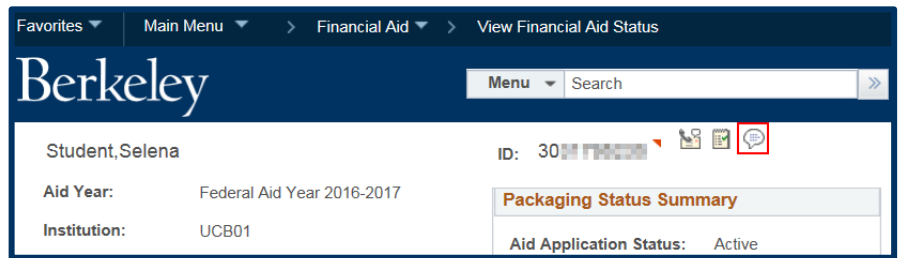 Favorites Main Menu > Financial Aid > View Financial Aid Status
Berkeley
Menu Search »
Student,Selena ID: 30
Aid Year: Federal Aid Year 2016-2017 Packaging Status Summary
Institution: UCB01 Aid Application Status: Active